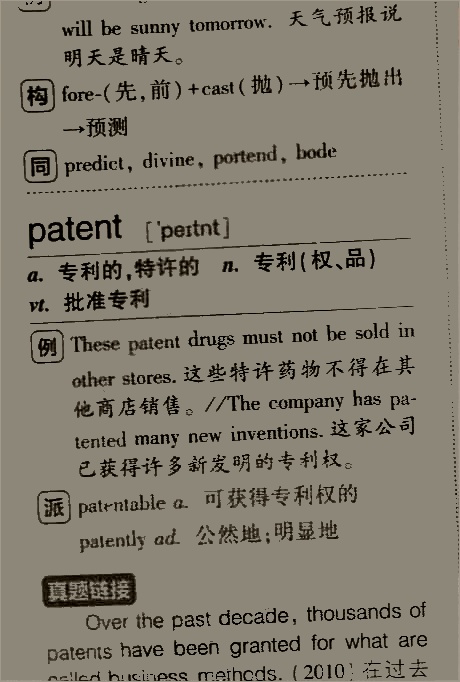 will be sunny tomorrow. 天气预报说
明天是晴天。
构 fore-(先,前)+cast(抛)→预先抛出
→预测
同 predict, divine, portend, bode
patent ['peɪtnt]
a. 专利的,特许的 n. 专利(权、品)
vt. 批准专利
例 These patent drugs must not be sold in
other stores. 这些特许药物不得在其
他商店销售。//The company has pa-
tented many new inventions. 这家公司
已获得许多新发明的专利权。
派 patentable a. 可获得专利权的
patently ad. 公然地;明显地
真题链接
Over the past decade, thousands of
patents have been granted for what are
called business methods. (2010) 在过去